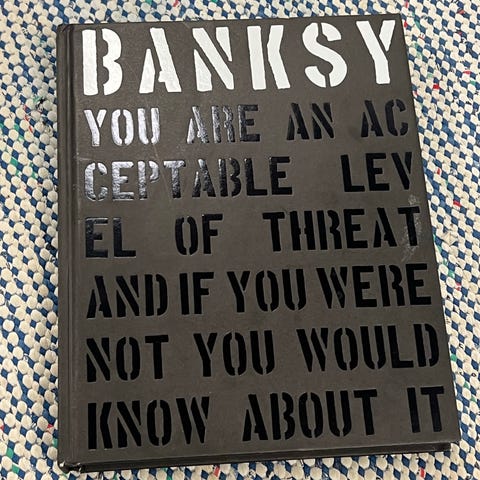 BANKSY
YOU ARE AN AC
CEPTABLE LEV
EL OF THREAT
AND IF YOU WERE
NOT YOU WOULD
KNOW ABOUT IT